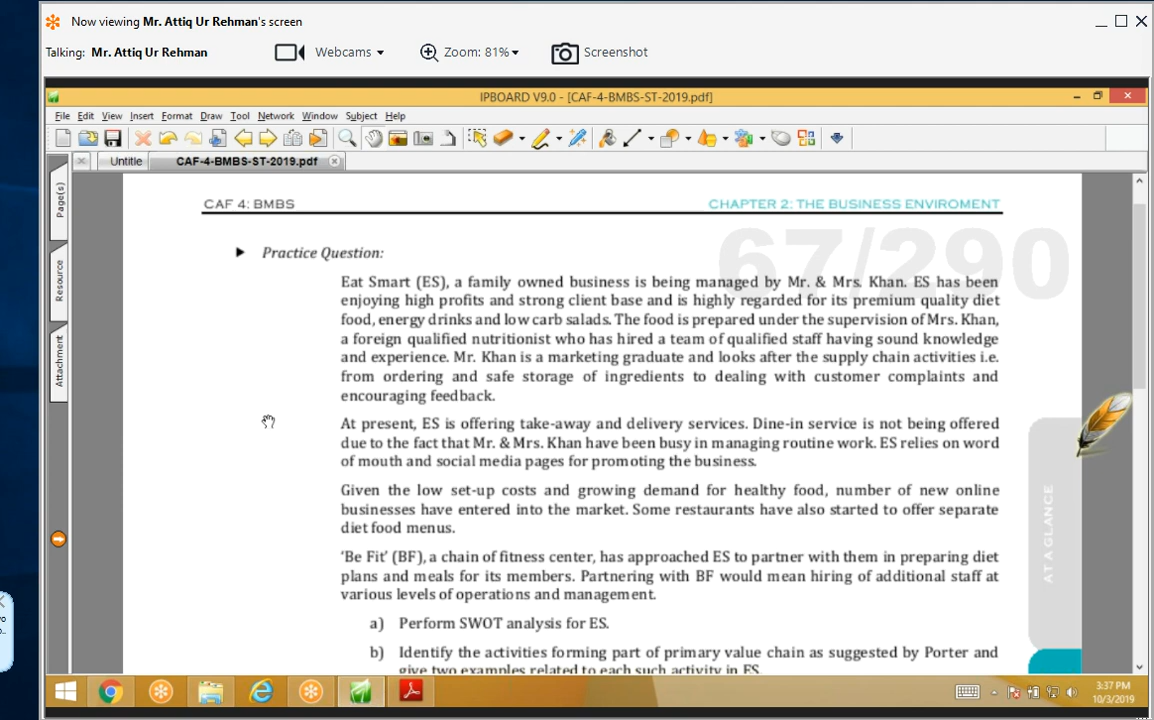 Now viewing Mr. Attiq Ur Rehman's screen
Talking: Mr. Attiq Ur Rehman Webcams Zoom: 81% Screenshot
IPBOARD V9.0 - [CAF-4-BMBS-ST-2019.pdf]
File Edit View Insert Format Draw Tool Network Window Subject Help
Untitle CAF-4-BMBS-ST-2019.pdf
Page(s)
Resource
Attachment
CAF 4: BMBS CHAPTER 2: THE BUSINESS ENVIROMENT
67/290
Practice Question:
Eat Smart (ES), a family owned business is being managed by Mr. & Mrs. Khan. ES has been
enjoying high profits and strong client base and is highly regarded for its premium quality diet
food, energy drinks and low carb salads. The food is prepared under the supervision of Mrs. Khan,
a foreign qualified nutritionist who has hired a team of qualified staff having sound knowledge
and experience. Mr. Khan is a marketing graduate and looks after the supply chain activities i.e.
from ordering and safe storage of ingredients to dealing with customer complaints and
encouraging feedback.
At present, ES is offering take-away and delivery services. Dine-in service is not being offered
due to the fact that Mr. & Mrs. Khan have been busy in managing routine work. ES relies on word
of mouth and social media pages for promoting the business.
Given the low set-up costs and growing demand for healthy food, number of new online
businesses have entered into the market. Some restaurants have also started to offer separate
diet food menus.
'Be Fit' (BF), a chain of fitness center, has approached ES to partner with them in preparing diet
plans and meals for its members. Partnering with BF would mean hiring of additional staff at
various levels of operations and management.
a) Perform SWOT analysis for ES.
b) Identify the activities forming part of primary value chain as suggested by Porter and
give two examples related to each such activity in ES.
AT A GLANCE
3:37 PM
10/3/2019